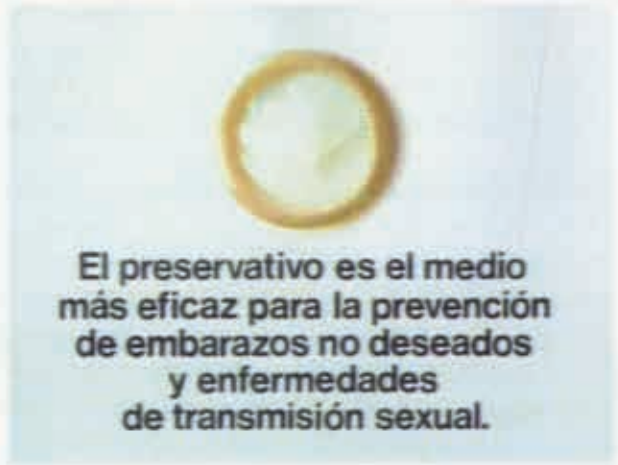 El preservativo es el medio
más eficaz para la prevención
de embarazos no deseados
y enfermedades
de transmisión sexual.